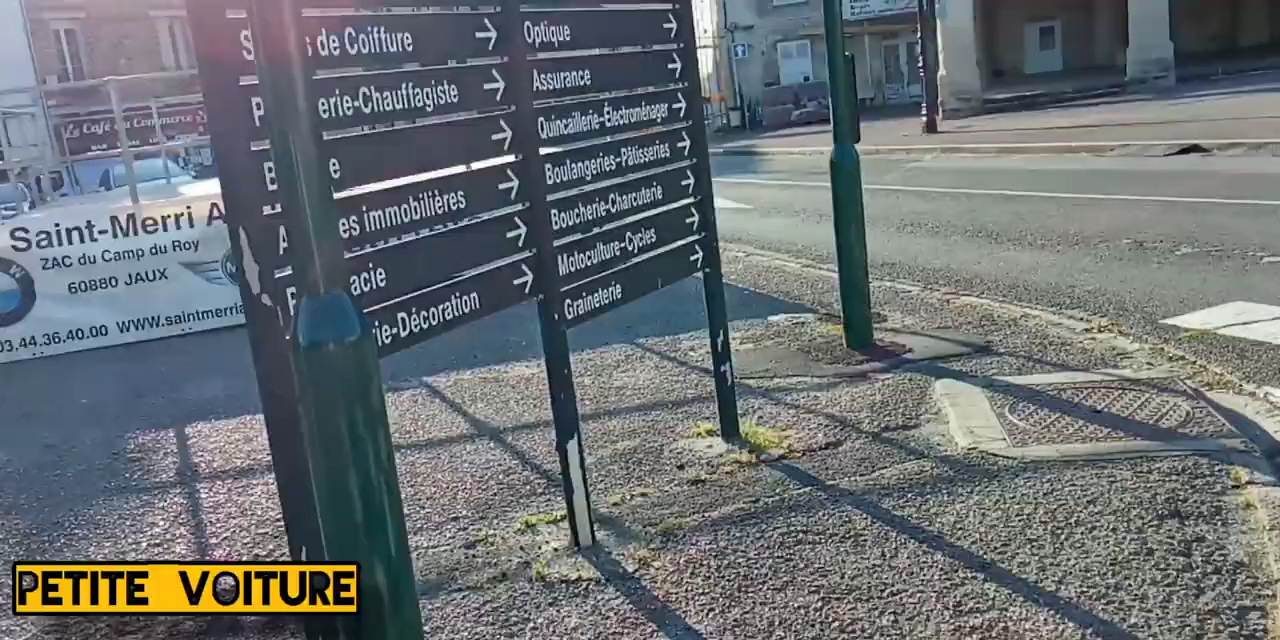 S de Coiffure
P erie-Chauffagiste
B e
A es immobilières
P acie
ie-Décoration
Optique
Assurance
Quincaillerie-Électroménager
Boulangeries-Pâtisseries
Boucherie-Charcuterie
Motoculture-Cycles
Graineterie
Le Café du Commerce
Saint-Merri A
ZAC du Camp du Roy
60880 JAUX
03.44.36.40.00 www.saintmerria
PETITE VOITURE